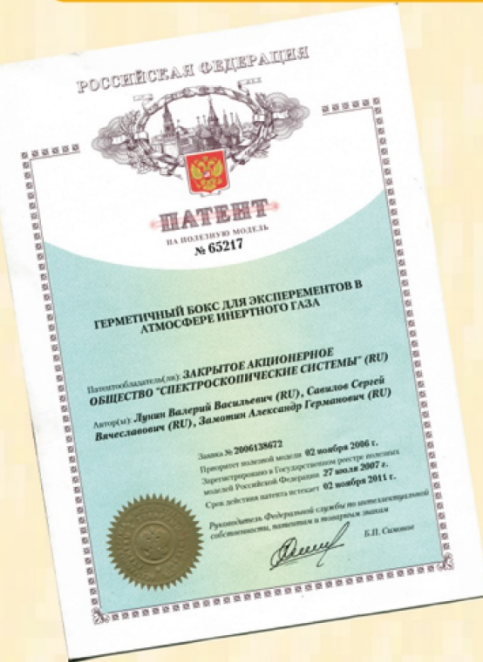 РОССИЙСКАЯ ФЕДЕРАЦИЯ
ПАТЕНТ
НА ПОЛЕЗНУЮ МОДЕЛЬ
№ 65217
ГЕРМЕТИЧНЫЙ БОКС ДЛЯ ЭКСПЕРЕМЕНТОВ В
АТМОСФЕРЕ ИНЕРТНОГО ГАЗА
Патентообладатель(ли): ЗАКРЫТОЕ АКЦИОНЕРНОЕ
ОБЩЕСТВО "СПЕКТРОСКОПИЧЕСКИЕ СИСТЕМЫ" (RU)
Автор(ы): Лунин Валерий Васильевич (RU), Савилов Сергей
Вячеславович (RU), Замотин Александр Германович (RU)
Заявка № 2006138672
Приоритет полезной модели 02 ноября 2006 г.
Зарегистрировано в Государственном реестре полезных
моделей Российской Федерации 27 июля 2007 г.
Срок действия патента истекает 02 ноября 2011 г.
Руководитель Федеральной службы по интеллектуальной
собственности, патентам и товарным знакам
Б.П. Симонов